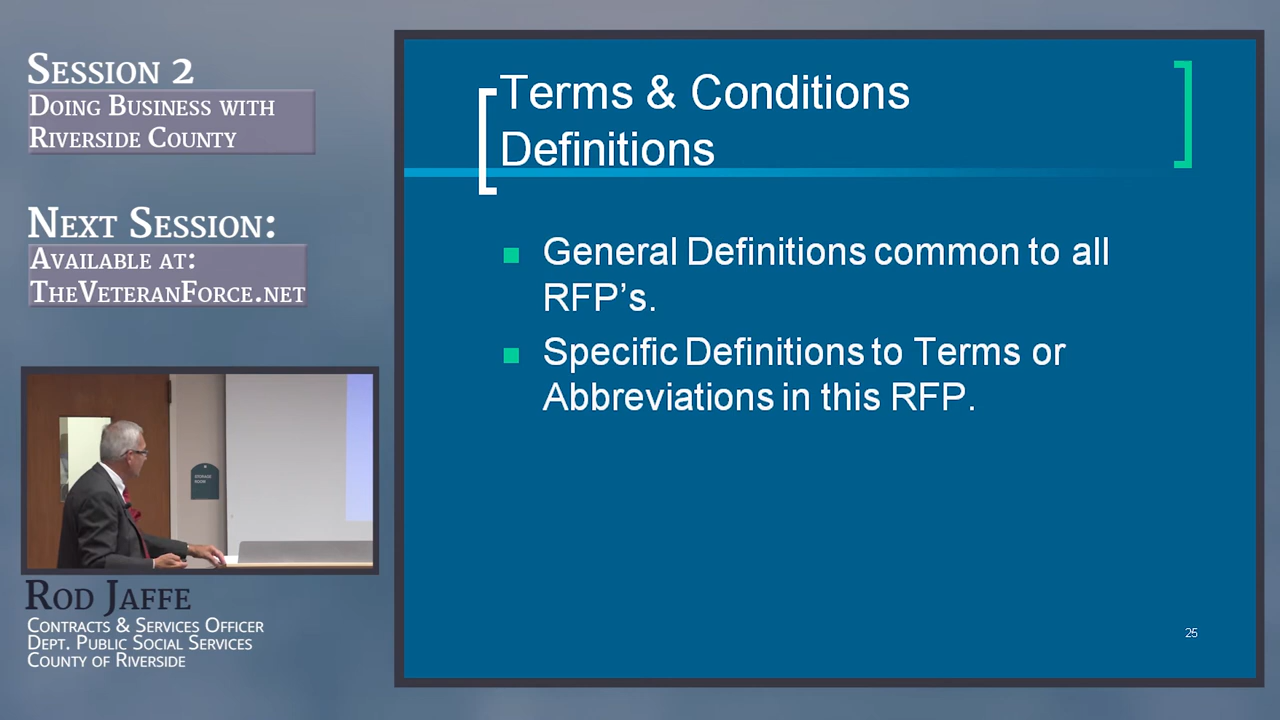 SESSION 2
DOING BUSINESS WITH
RIVERSIDE COUNTY
NEXT SESSION:
AVAILABLE AT:
THEVETERANFORCE.NET
STORAGE
ROOM
ROD JAFFE
CONTRACTS & SERVICES OFFICER
DEPT. PUBLIC SOCIAL SERVICES
COUNTY OF RIVERSIDE
Terms & Conditions
Definitions
General Definitions common to all
RFP's.
Specific Definitions to Terms or
Abbreviations in this RFP.
25